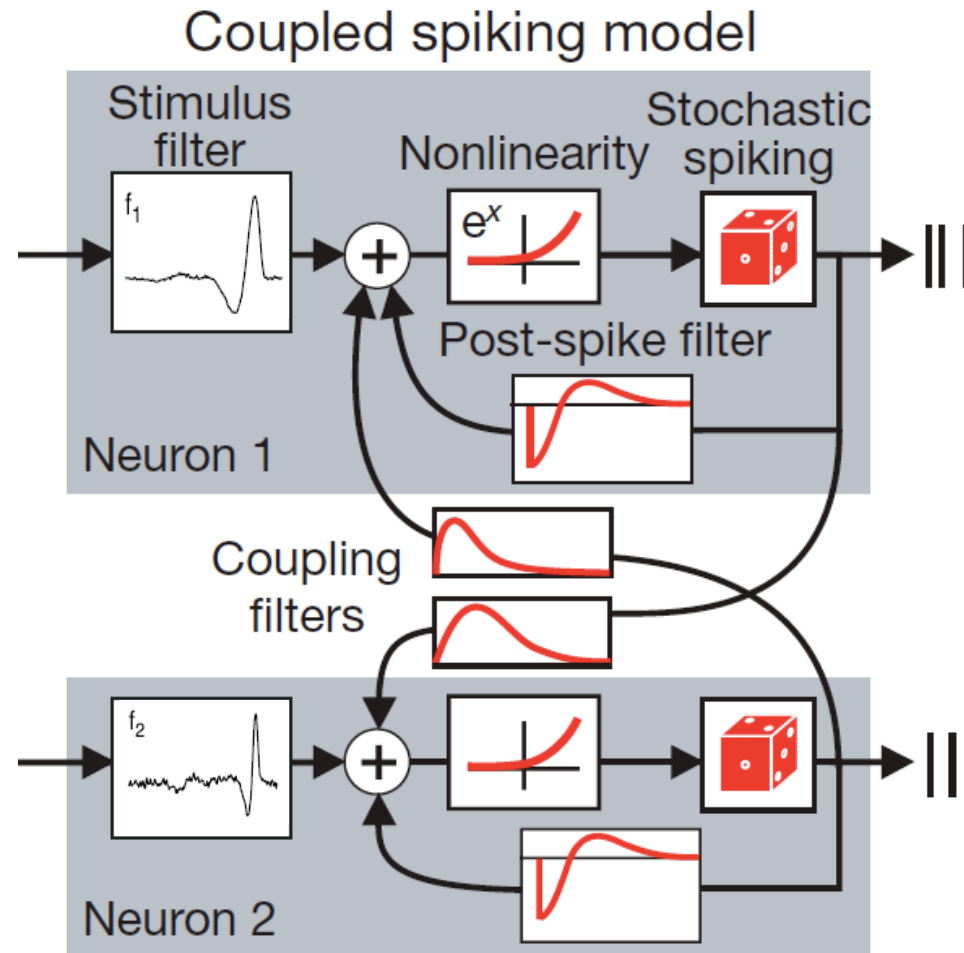 Coupled spiking model
Stimulus
filter
Nonlinearity
Stochastic
spiking
f₁
+
eˣ
Post-spike filter
Neuron 1
Coupling
filters
f₂
+
Neuron 2